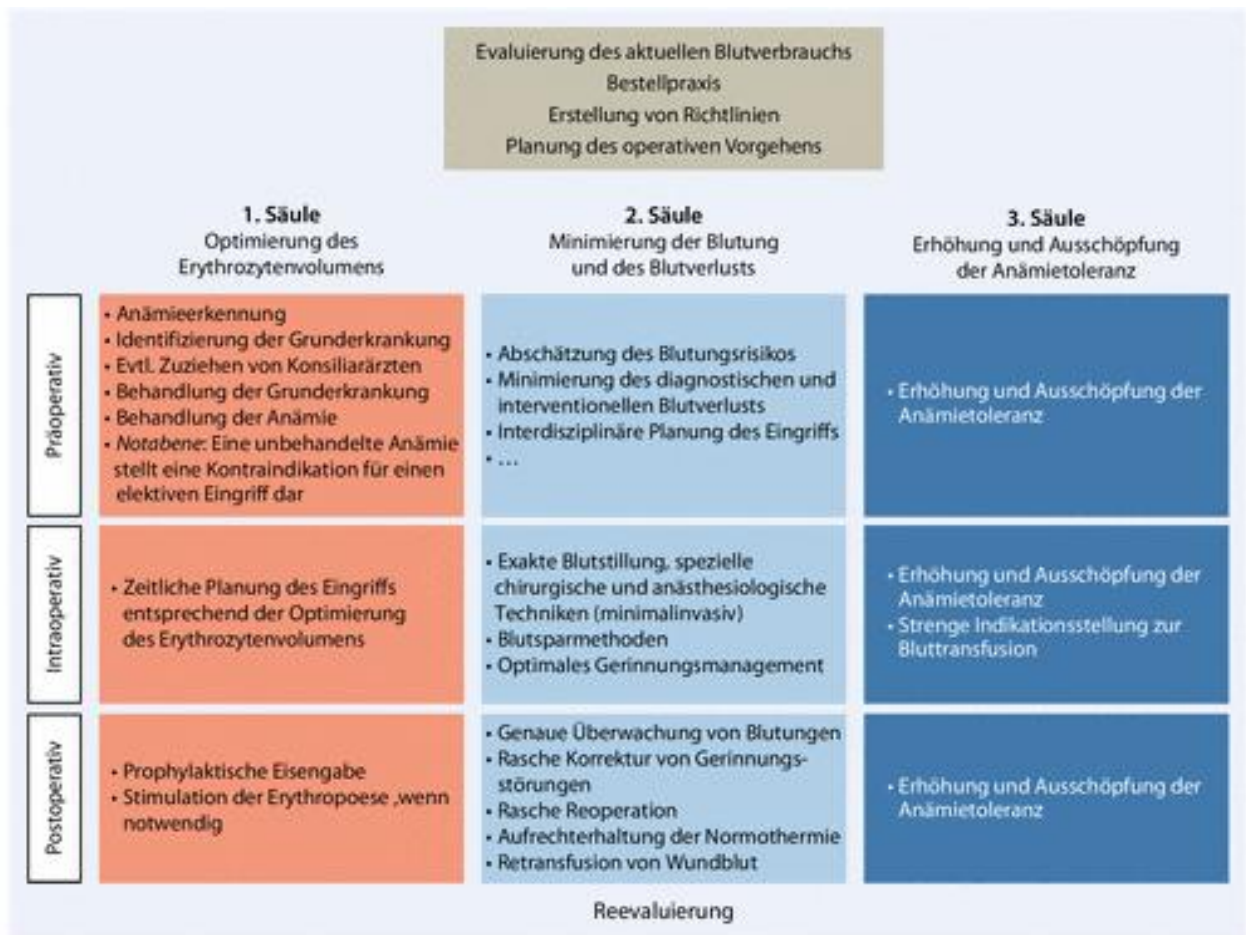 Evaluierung des aktuellen Blutverbrauchs
Bestellpraxis
Erstellung von Richtlinien
Planung des operativen Vorgehens
1. Säule
Optimierung des
Erythrozytenvolumens
2. Säule
Minimierung der Blutung
und des Blutverlusts
3. Säule
Erhöhung und Ausschöpfung
der Anämietoleranz
Präoperativ
• Anämieerkennung
• Identifizierung der Grunderkrankung
• Evtl. Zuziehen von Konsiliarärzten
• Behandlung der Grunderkrankung
• Behandlung der Anämie
• Notabene: Eine unbehandelte Anämie
stellt eine Kontraindikation für einen
elektiven Eingriff dar
• Abschätzung des Blutungsrisikos
• Minimierung des diagnostischen und
interventionellen Blutverlusts
• Interdisziplinäre Planung des Eingriffs
• ...
• Erhöhung und Ausschöpfung der
Anämietoleranz
Intraoperativ
• Zeitliche Planung des Eingriffs
entsprechend der Optimierung
des Erythrozytenvolumens
• Exakte Blutstillung, spezielle
chirurgische und anästhesiologische
Techniken (minimalinvasiv)
• Blutsparmethoden
• Optimales Gerinnungsmanagement
• Erhöhung und Ausschöpfung der
Anämietoleranz
• Strenge Indikationsstellung zur
Bluttransfusion
Postoperativ
• Prophylaktische Eisengabe
• Stimulation der Erythropoese ,wenn
notwendig
• Genaue Überwachung von Blutungen
• Rasche Korrektur von Gerinnungs-
störungen
• Rasche Reoperation
• Aufrechterhaltung der Normothermie
• Retransfusion von Wundblut
• Erhöhung und Ausschöpfung der
Anämietoleranz
Reevaluierung